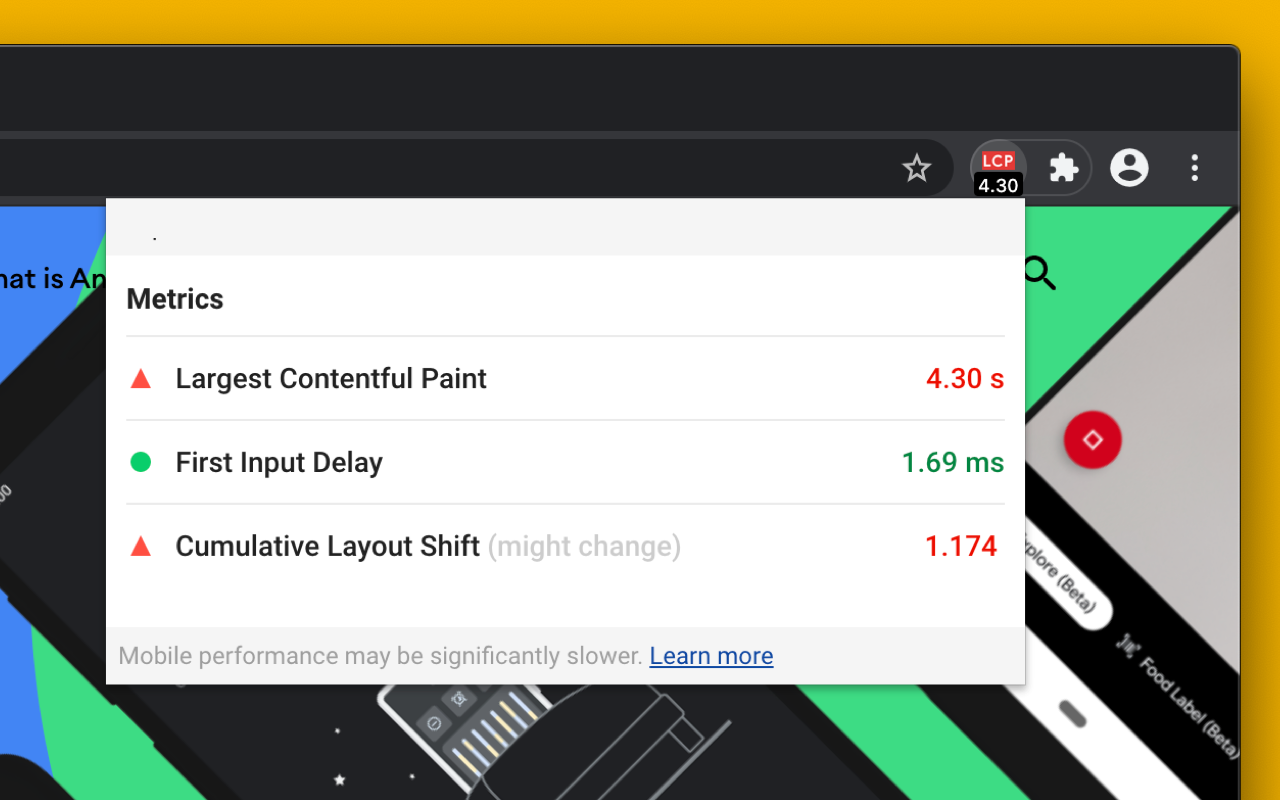 LCP
4.30
.
hat is An
Metrics
Largest Contentful Paint 4.30 s
First Input Delay 1.69 ms
Cumulative Layout Shift (might change) 1.174
Mobile performance may be significantly slower. Learn more
xplore (Beta)
Food Label (Beta)